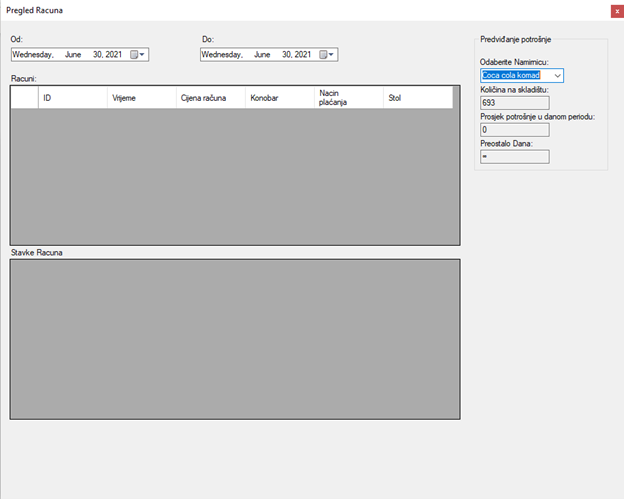 Pregled Racuna
x
Od:
Do:
Wednesday, June 30, 2021
Wednesday, June 30, 2021
Racuni:
ID Vrijeme Cijena računa Konobar Nacin plaćanja Stol
Stavke Racuna
Predviđanje potrošnje
Odaberite Namirnicu:
Coca cola komad
Količina na skladištu:
693
Prosjek potrošnje u danom periodu:
0
Preostalo Dana:
∞